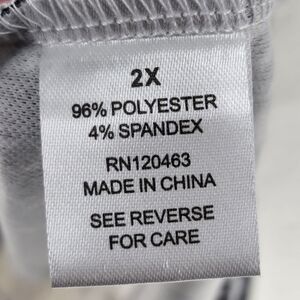 2X
96% POLYESTER
4% SPANDEX
RN120463
MADE IN CHINA
SEE REVERSE
FOR CARE